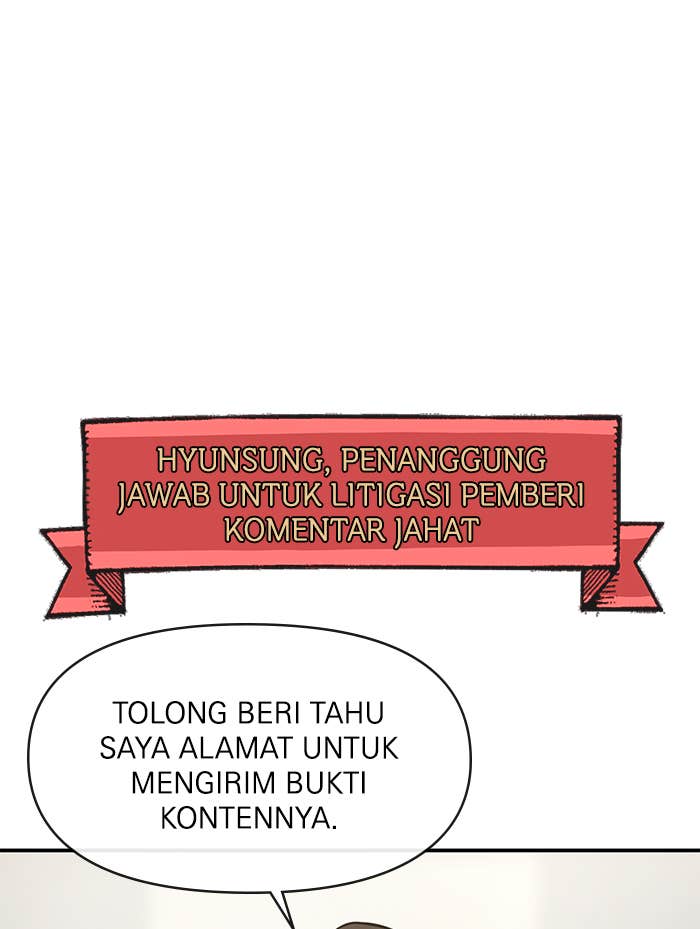 HYUNSUNG, PENANGGUNG
JAWAB UNTUK LITIGASI PEMBERI
KOMENTAR JAHAT
TOLONG BERI TAHU
SAYA ALAMAT UNTUK
MENGIRIM BUKTI
KONTENNYA.